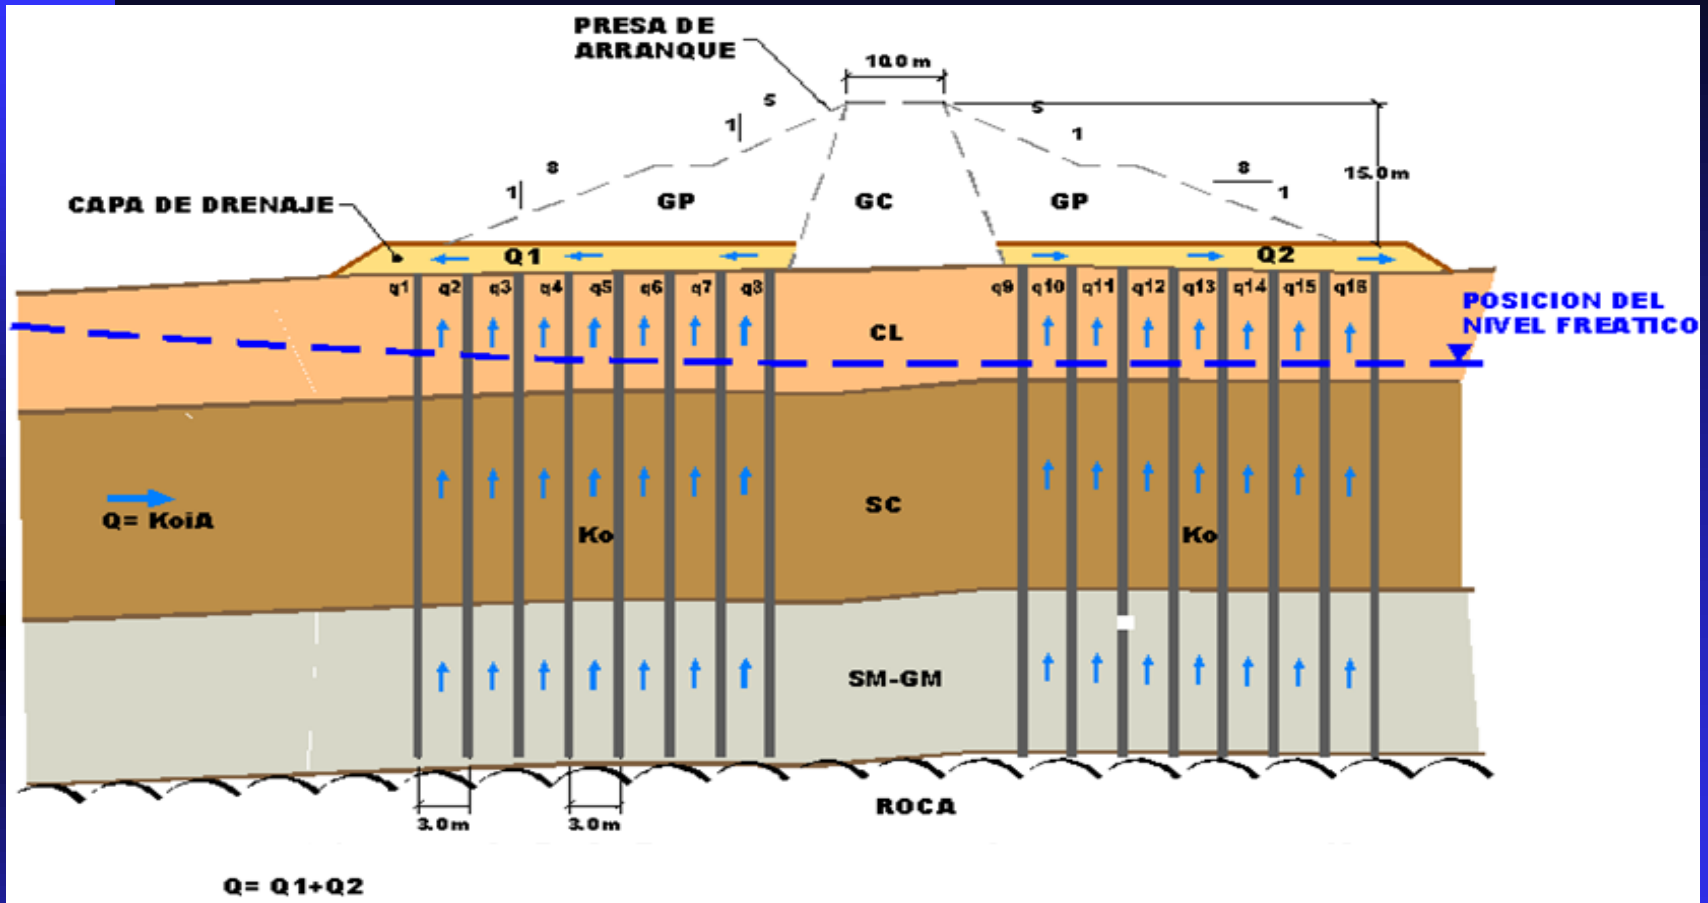 PRESA DE
ARRANQUE
10.0 m
5
1
8
1
5
1
8
1
15.0m
CAPA DE DRENAJE
GP
GC
GP
Q1
Q2
q1 q2 q3 q4 q5 q6 q7 q8
q9 q10 q11 q12 q13 q14 q15 q16
POSICION DEL
NIVEL FREATICO
CL
Q= KoiA
SC
Ko
Ko
SM-GM
ROCA
3.0m
3.0m
Q= Q1+Q2